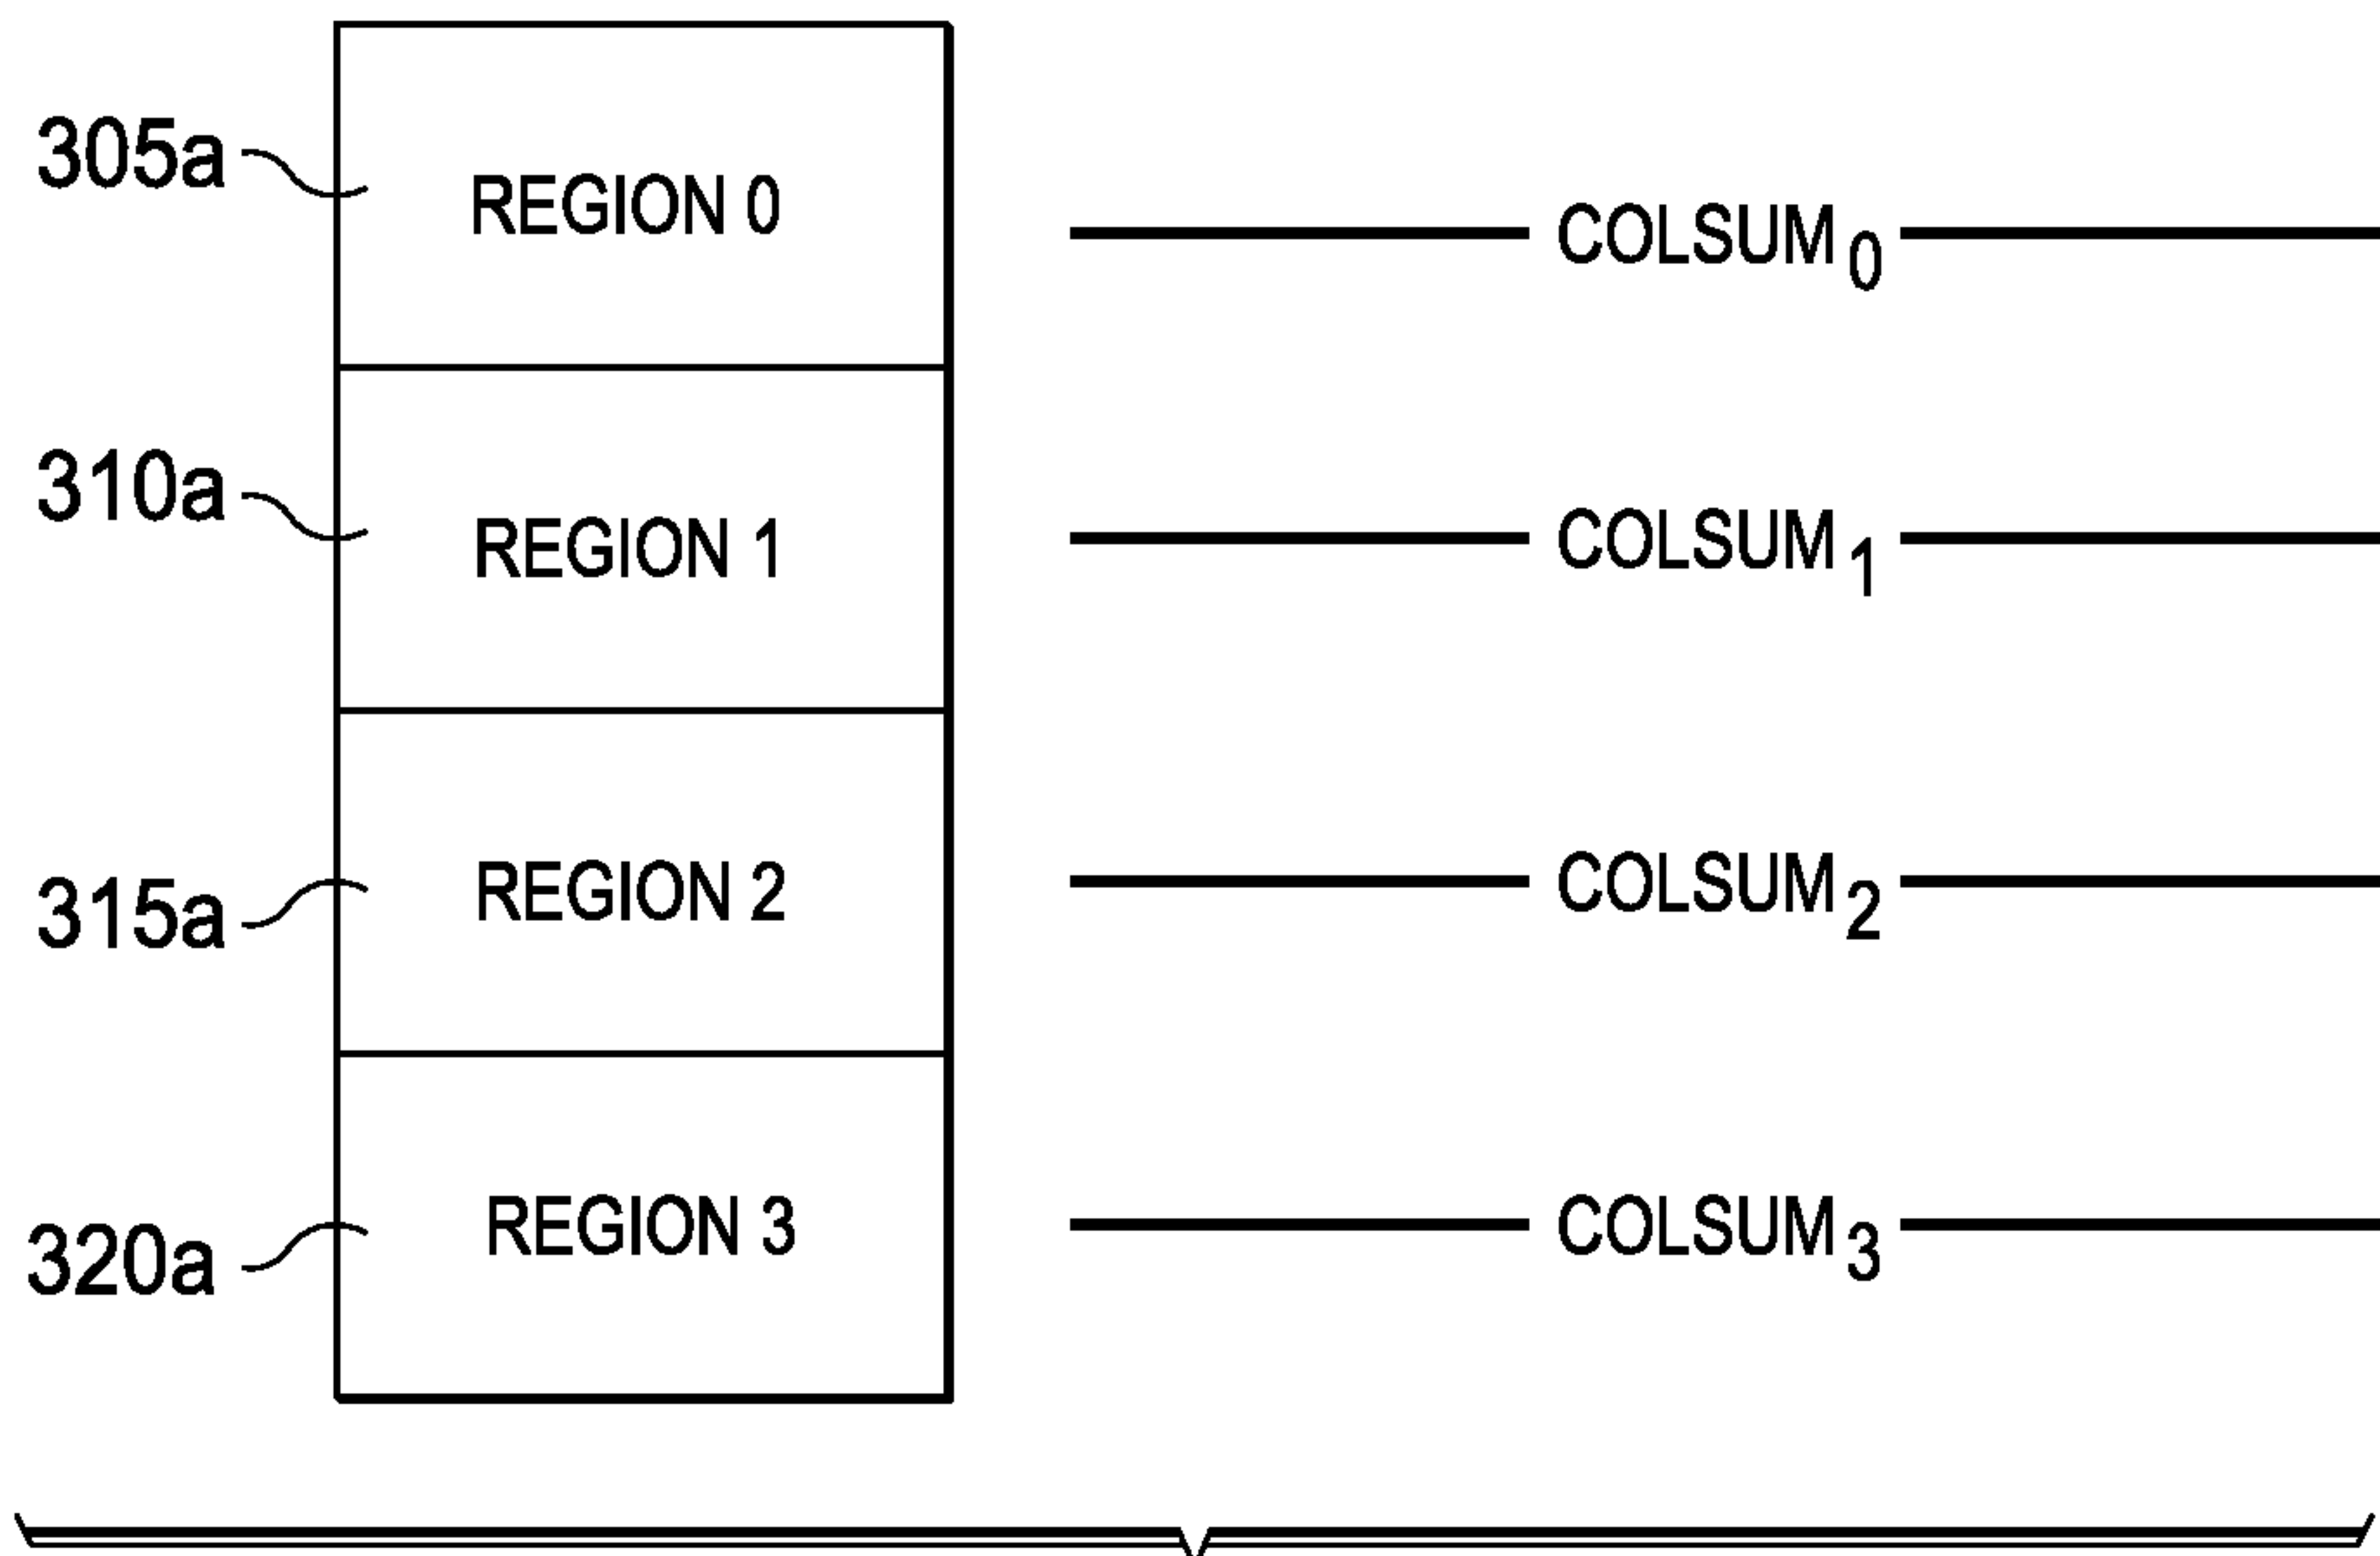 305a
REGION 0
COLSUM0
310a
REGION 1
COLSUM1
315a
REGION 2
COLSUM2
320a
REGION 3
COLSUM3